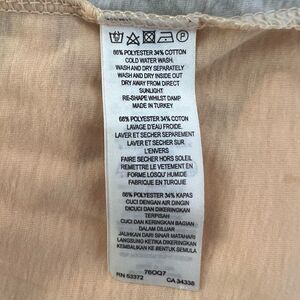 66% POLYESTER 34% COTTON
COLD WATER WASH.
WASH AND DRY SEPARATELY
WASH AND DRY INSIDE OUT
DRY AWAY FROM DIRECT
SUNLIGHT.
RE-SHAPE WHILST DAMP
MADE IN TURKEY
66% POLYESTER 34% COTON
LAVAGE D'EAU FROIDE.
LAVER ET SECHER SEPAREMENT
LAVER ET SECHER SUR
L'ENVERS
FAIRE SECHER HORS SOLEIL
REMETTRE LE VETEMENT EN
FORME LOSQU' HUMIDE
FABRIQUE EN TURQUIE
66% POLYESTER 34% KAPAS
CUCI DENGAN AIR DINGIN
DICUCI DAN DIKERINGKAN
TERPISAH
CUCI DAN KERINGKAN BAGIAN
DALAM DILUAR
JAUHKAN DARI SINAR MATAHARI
LANGSUNG KETIKA DIKERINGKAN
KEMBALIKAN KE BENTUK SEMULA
76OQ7
RN 53372 CA 34338